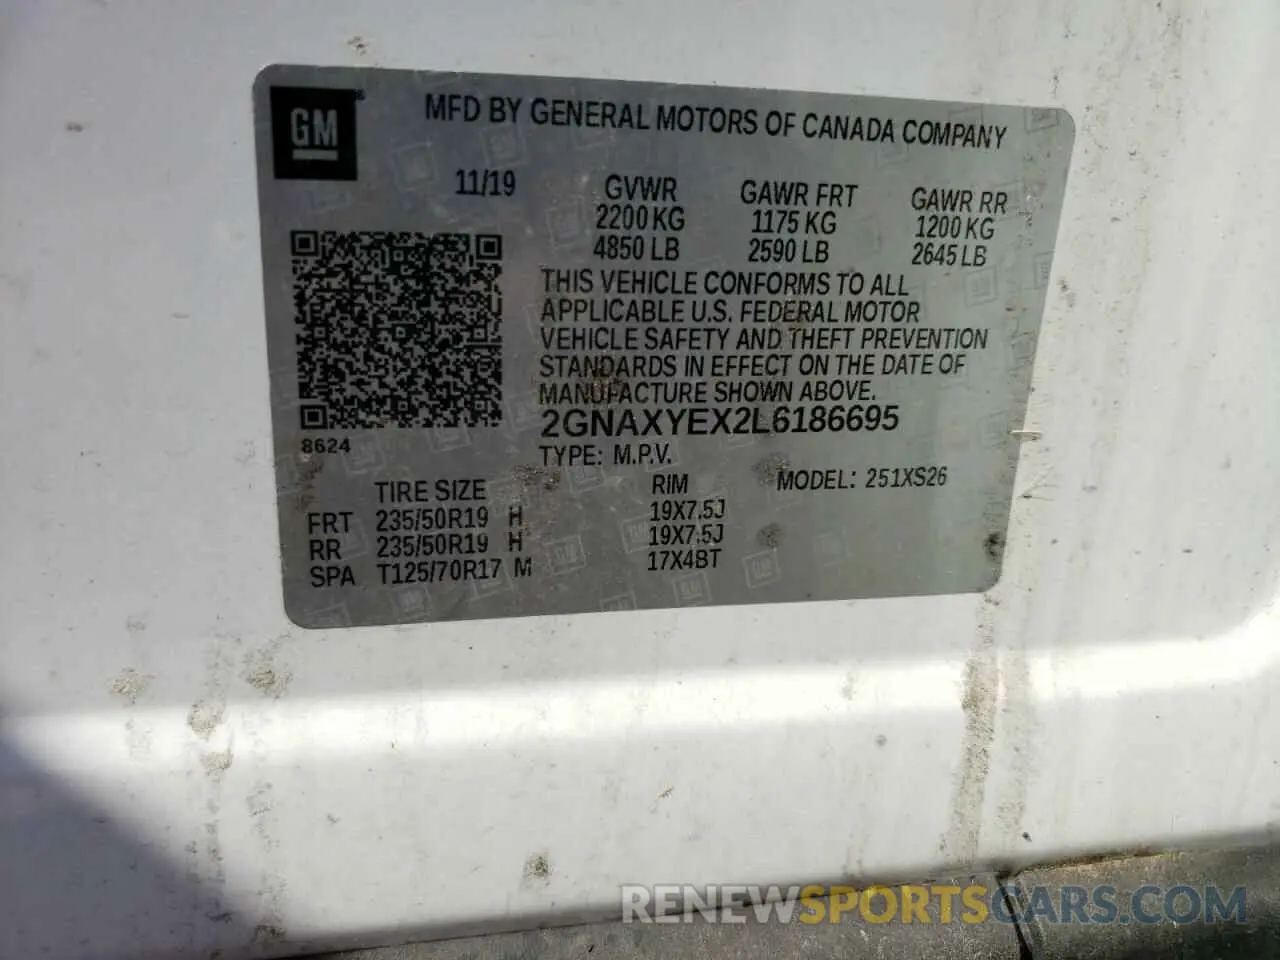 GM
MFD BY GENERAL MOTORS OF CANADA COMPANY
11/19 GVWR GAWR FRT GAWR RR
2200 KG 1175 KG 1200 KG
4850 LB 2590 LB 2645 LB
THIS VEHICLE CONFORMS TO ALL
APPLICABLE U.S. FEDERAL MOTOR
VEHICLE SAFETY AND THEFT PREVENTION
STANDARDS IN EFFECT ON THE DATE OF
MANUFACTURE SHOWN ABOVE.
2GNAXYEX2L6186695
8624
TYPE: M.P.V.
TIRE SIZE RIM MODEL: 251XS26
FRT 235/50R19 H 19X7.5J
RR 235/50R19 H 19X7.5J
SPA T125/70R17 M 17X4BT
RENEWSPORTSCARS.COM